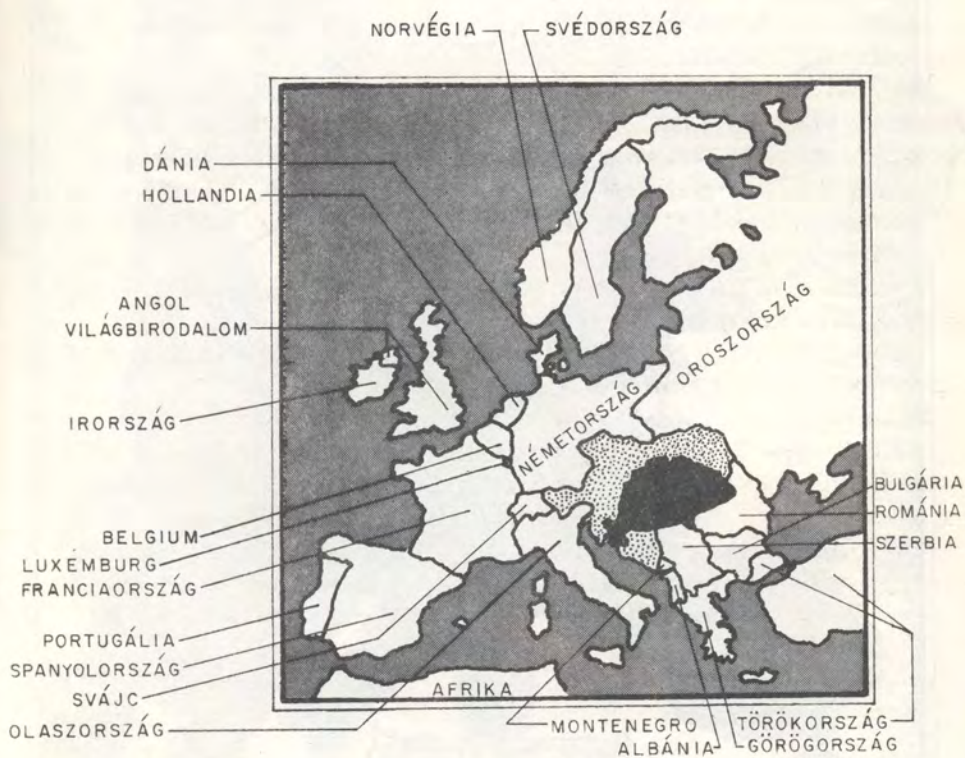 NORVÉGIA
SVÉDORSZÁG
DÁNIA
HOLLANDIA
ANGOL
VILÁGBIRODALOM
IRORSZÁG
NÉMETORSZÁG
OROSZORSZÁG
BULGÁRIA
ROMÁNIA
SZERBIA
BELGIUM
LUXEMBURG
FRANCIAORSZÁG
PORTUGÁLIA
SPANYOLORSZÁG
SVÁJC
OLASZORSZÁG
AFRIKA
MONTENEGRO
ALBÁNIA
TÖRÖKORSZÁG
GÖRÖGORSZÁG